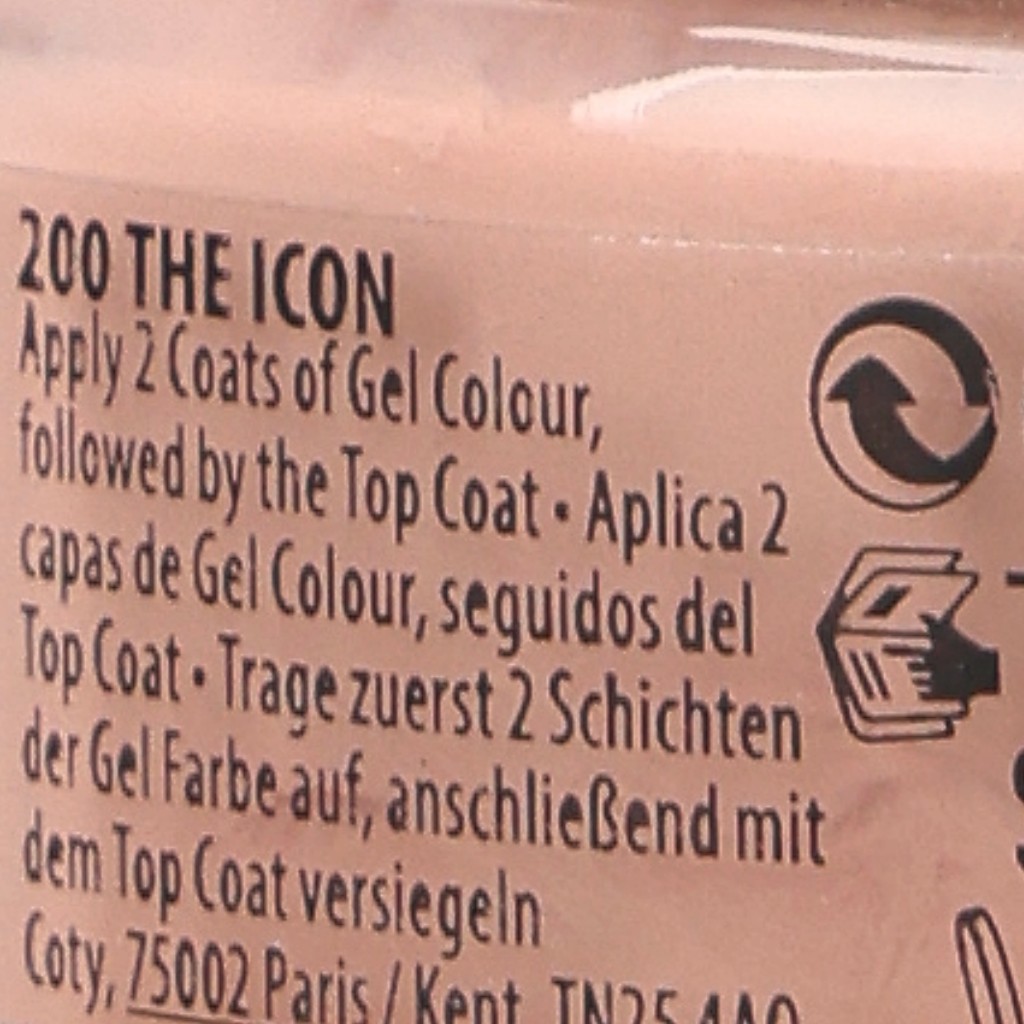 200 THE ICON
Apply 2 Coats of Gel Colour,
followed by the Top Coat • Aplica 2
capas de Gel Colour, seguidos del
Top Coat • Trage zuerst 2 Schichten
der Gel Farbe auf, anschließend mit
dem Top Coat versiegeln
Coty, 75002 Paris / Kent, TN25 4AQ